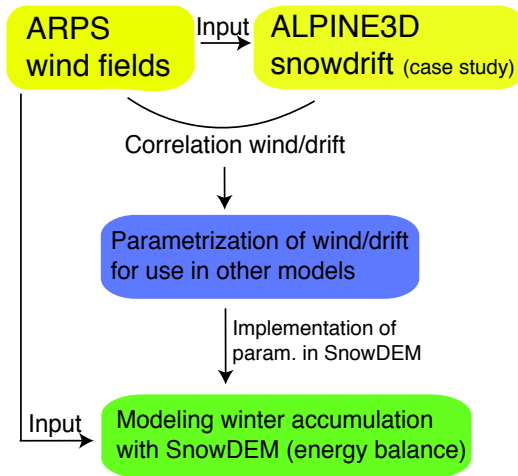 ARPS
wind fields
Input
ALPINE3D
snowdrift (case study)
Correlation wind/drift
Parametrization of wind/drift
for use in other models
Implementation of
param. in SnowDEM
Input
Modeling winter accumulation
with SnowDEM (energy balance)